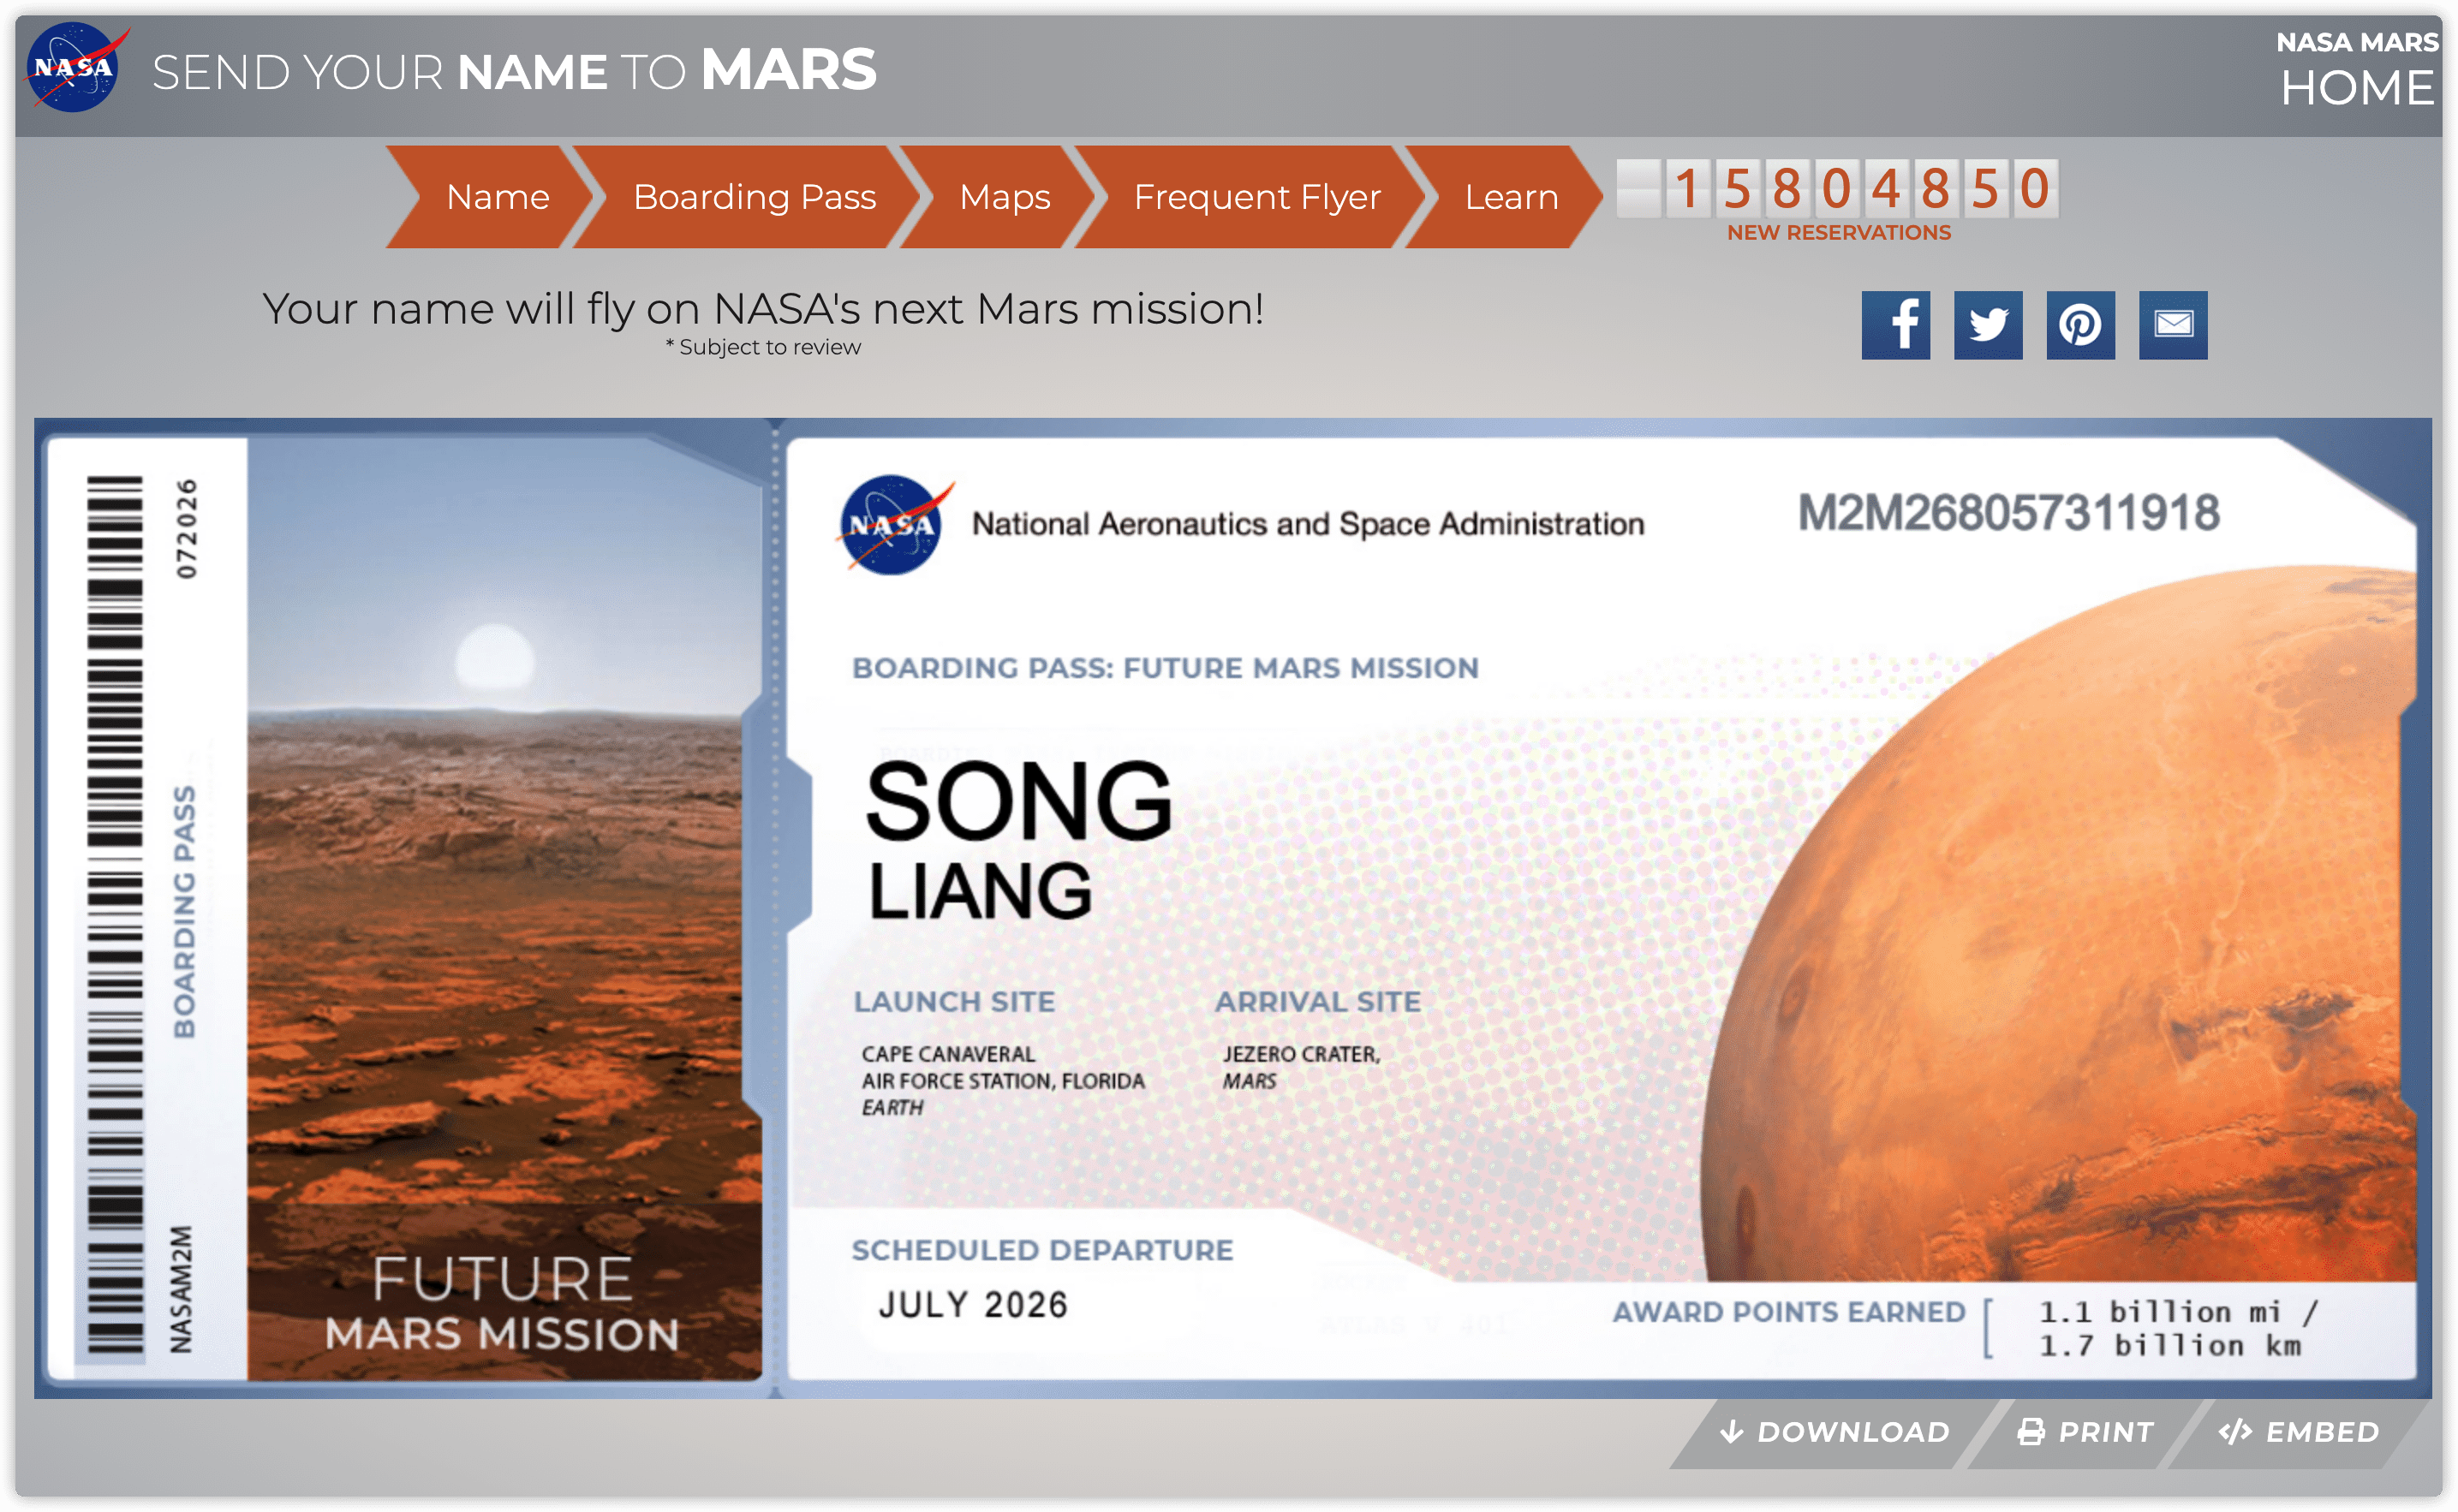 NASA
SEND YOUR NAME TO MARS
NASA MARS
HOME
Name
Boarding Pass
Maps
Frequent Flyer
Learn
15804850
NEW RESERVATIONS
Your name will fly on NASA's next Mars mission!
* Subject to review
072026
BOARDING PASS
NASAM2M
FUTURE
MARS MISSION
NASA
National Aeronautics and Space Administration
M2M268057311918
BOARDING PASS: FUTURE MARS MISSION
SONG
LIANG
LAUNCH SITE
CAPE CANAVERAL
AIR FORCE STATION, FLORIDA
EARTH
ARRIVAL SITE
JEZERO CRATER,
MARS
SCHEDULED DEPARTURE
JULY 2026
AWARD POINTS EARNED
1.1 billion mi /
1.7 billion km
DOWNLOAD
PRINT
EMBED